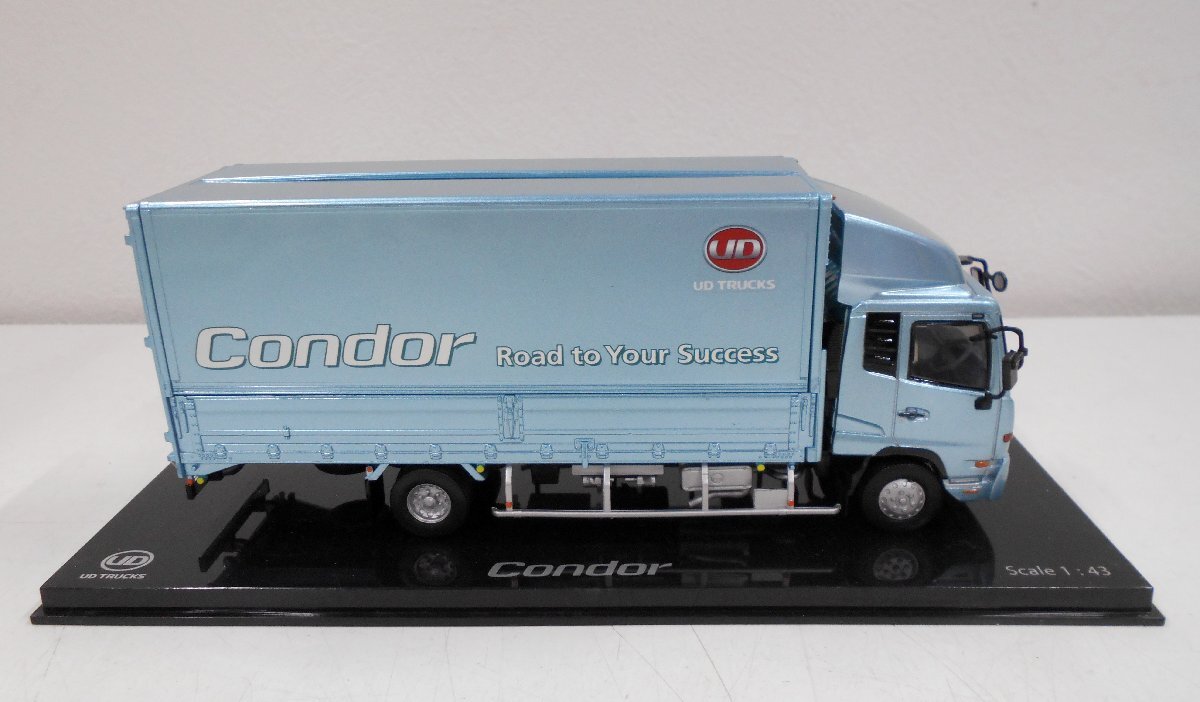 UD
UD TRUCKS
Condor Road to Your Success
UD
UD TRUCKS
Condor
Scale 1 : 43